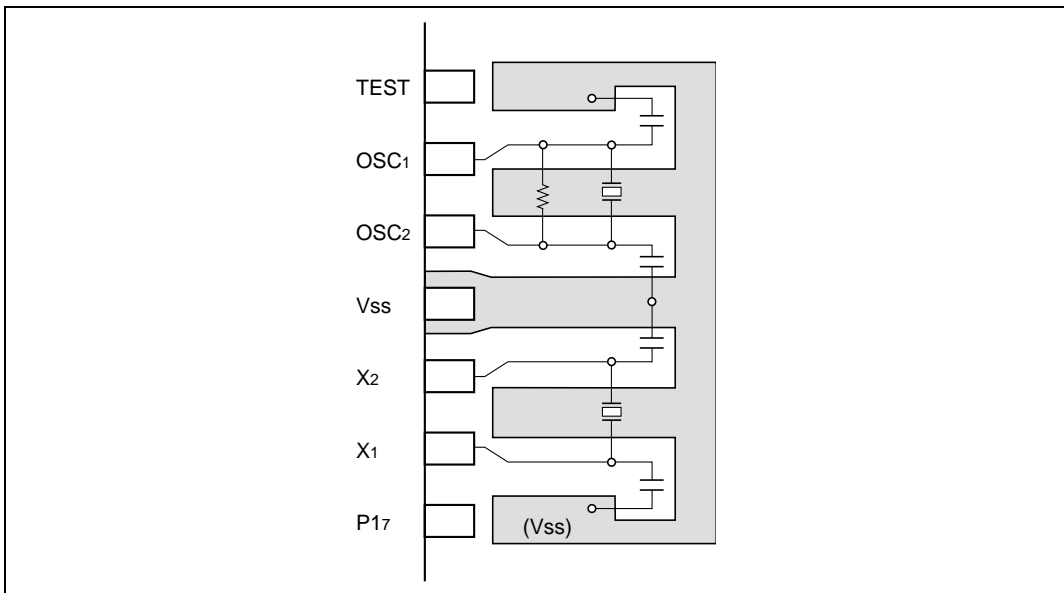 TEST
OSC1
OSC2
Vss
X2
X1
P17
(Vss)